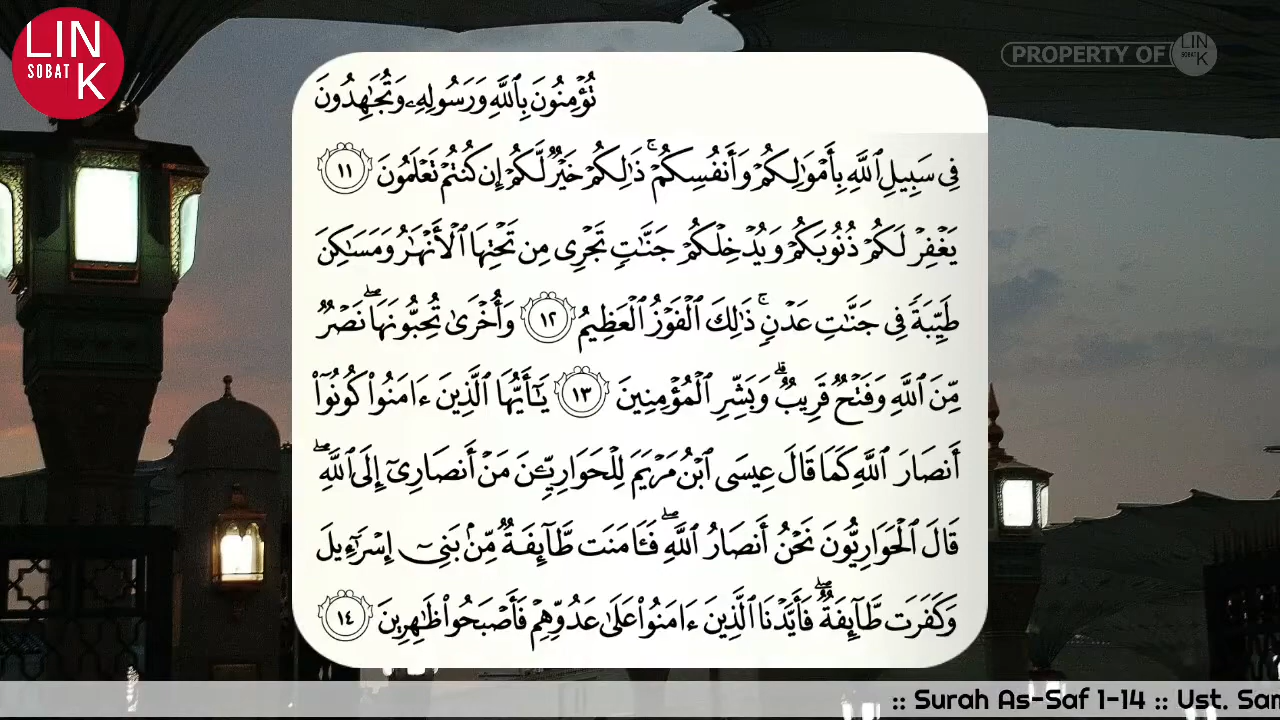 LIN
SOBAT K
PROPERTY OF LIN SOBAT K
تُؤْمِنُونَ بِٱللَّهِ وَرَسُولِهِۦ وَتُجَٰهِدُونَ
فِى سَبِيلِ ٱللَّهِ بِأَمْوَٰلِكُمْ وَأَنفُسِكُمْ ۚ ذَٰلِكُمْ خَيْرٌ لَّكُمْ إِن كُنتُمْ تَعْلَمُونَ ١١
يَغْفِرْ لَكُمْ ذُنُوبَكُمْ وَيُدْخِلْكُمْ جَنَّٰتٍ تَجْرِى مِن تَحْتِهَا ٱلْأَنْهَٰرُ وَمَسَٰكِنَ
طَيِّبَةً فِى جَنَّٰتِ عَدْنٍ ۚ ذَٰلِكَ ٱلْفَوْزُ ٱلْعَظِيمُ ١٢ وَأُخْرَىٰ تُحِبُّونَهَا ۖ نَصْرٌ
مِّنَ ٱللَّهِ وَفَتْحٌ قَرِيبٌ ۗ وَبَشِّرِ ٱلْمُؤْمِنِينَ ١٣ يَٰٓأَيُّهَا ٱلَّذِينَ ءَامَنُوا۟ كُونُوٓا۟
أَنصَارَ ٱللَّهِ كَمَا قَالَ عِيسَى ٱبْنُ مَرْيَمَ لِلْحَوَارِيِّـۧنَ مَنْ أَنصَارِىٓ إِلَى ٱللَّهِ ۖ
قَالَ ٱلْحَوَارِيُّونَ نَحْنُ أَنصَارُ ٱللَّهِ ۖ فَـَٔامَنَت طَّآئِفَةٌ مِّنۢ بَنِىٓ إِسْرَٰٓءِيلَ
وَكَفَرَت طَّآئِفَةٌ ۖ فَأَيَّدْنَا ٱلَّذِينَ ءَامَنُوا۟ عَلَىٰ عَدُوِّهِمْ فَأَصْبَحُوا۟ ظَٰهِرِينَ ١٤
:: Surah As-Saf 1-14 :: Ust. San